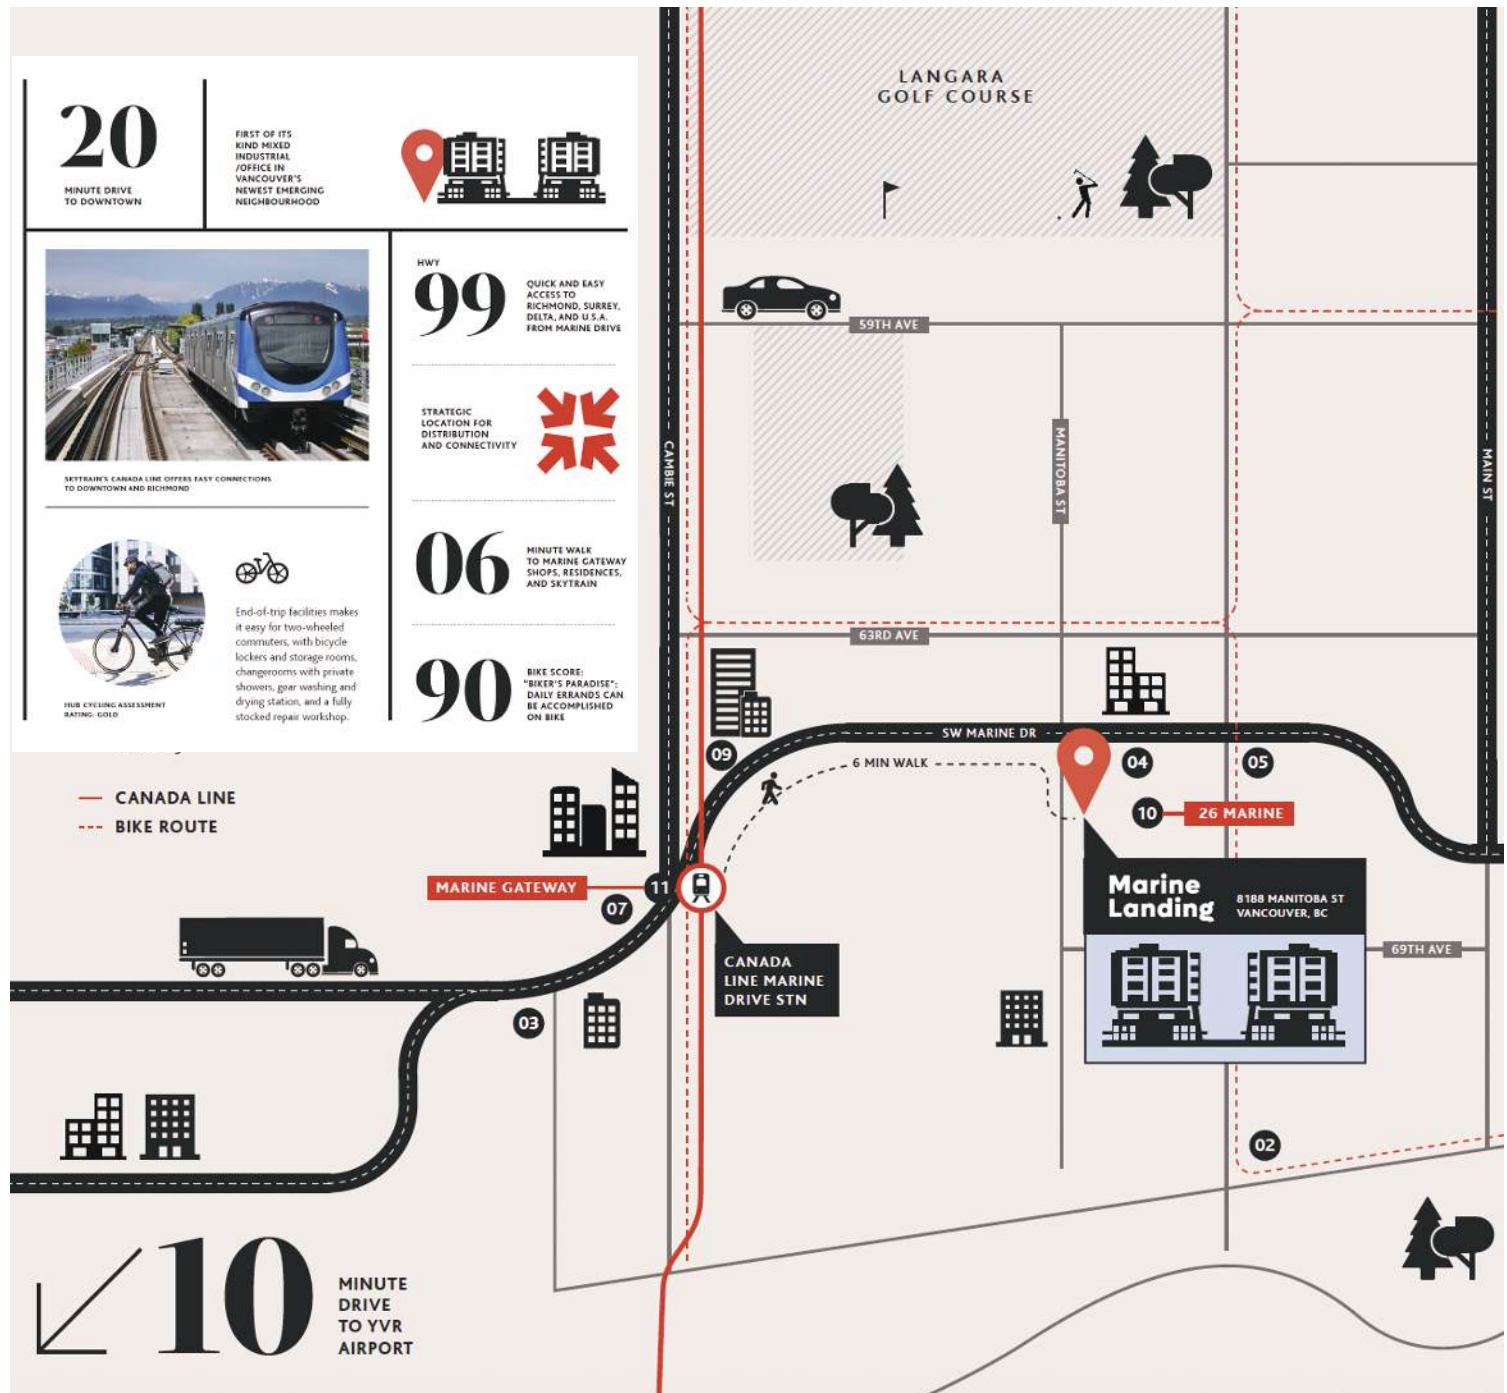 20
MINUTE DRIVE
TO DOWNTOWN
FIRST OF ITS
KIND MIXED
INDUSTRIAL
/OFFICE IN
VANCOUVER'S
NEWEST EMERGING
NEIGHBOURHOOD
SKYTRAIN'S CANADA LINE OFFERS EASY CONNECTIONS
TO DOWNTOWN AND RICHMOND
HUB CYCLING ASSESSMENT
RATING: GOLD
End-of-trip facilities makes
it easy for two-wheeled
commuters, with bicycle
lockers and storage rooms,
changerooms with private
showers, gear washing and
drying station, and a fully
stocked repair workshop.
HWY
99
QUICK AND EASY
ACCESS TO
RICHMOND, SURREY,
DELTA, AND U.S.A.
FROM MARINE DRIVE
STRATEGIC
LOCATION FOR
DISTRIBUTION
AND CONNECTIVITY
06
MINUTE WALK
TO MARINE GATEWAY
SHOPS, RESIDENCES,
AND SKYTRAIN
90
BIKE SCORE:
"BIKER'S PARADISE";
DAILY ERRANDS CAN
BE ACCOMPLISHED
ON BIKE
CANADA LINE
BIKE ROUTE
LANGARA
GOLF COURSE
59TH AVE
CAMBIE ST
MANITOBA ST
MAIN ST
63RD AVE
SW MARINE DR
09
6 MIN WALK
04
05
10
26 MARINE
MARINE GATEWAY
11
07
Marine
Landing
8188 MANITOBA ST
VANCOUVER, BC
69TH AVE
CANADA
LINE MARINE
DRIVE STN
03
02
10
MINUTE
DRIVE
TO YVR
AIRPORT